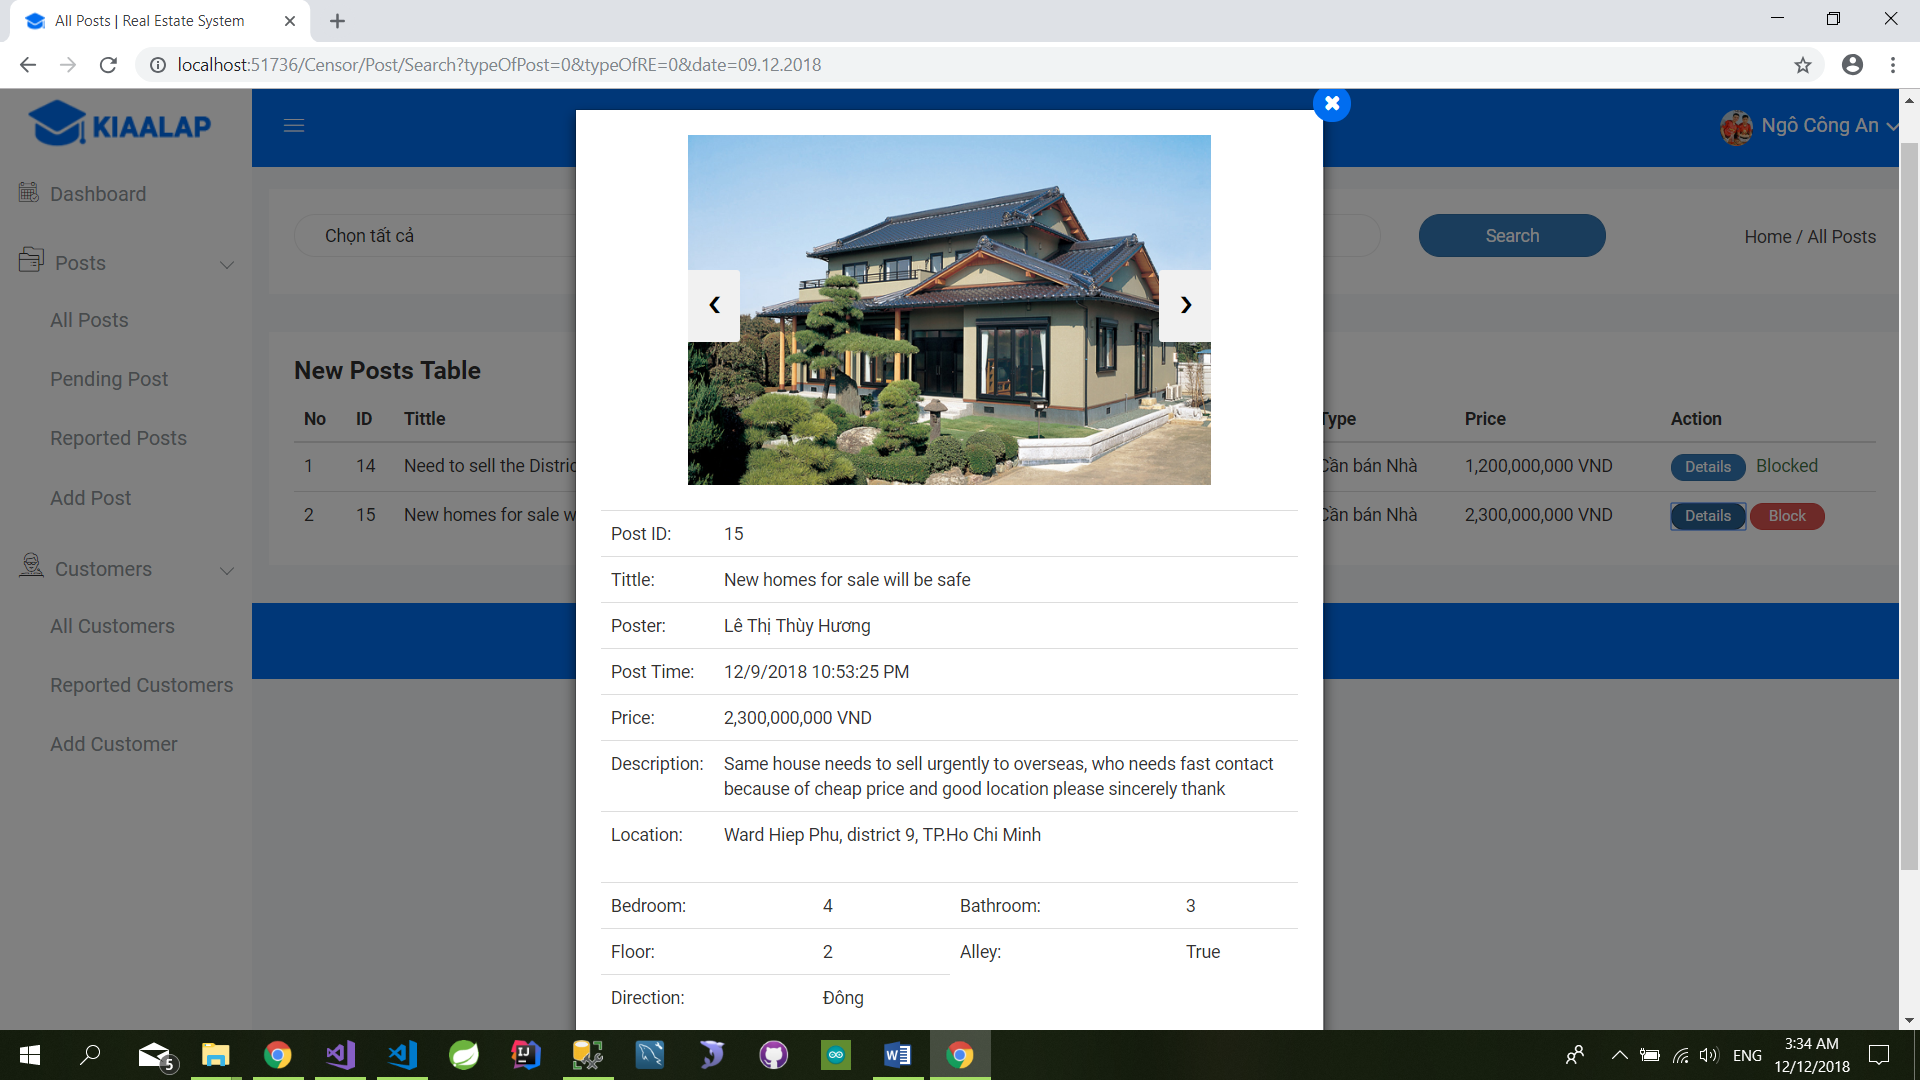 All Posts | Real Estate System
localhost:51736/Censor/Post/Search?typeOfPost=0&typeOfRE=0&date=09.12.2018
KIAALAP
Ngô Công An
Dashboard
Posts
All Posts
Pending Post
Reported Posts
Add Post
Customers
All Customers
Reported Customers
Add Customer
Chọn tất cả
Search
Home / All Posts
New Posts Table
No ID Tittle Type Price Action
1 14 Need to sell the Distric Cần bán Nhà 1,200,000,000 VND Details Blocked
2 15 New homes for sale w Cần bán Nhà 2,300,000,000 VND Details Block
Post ID: 15
Tittle: New homes for sale will be safe
Poster: Lê Thị Thùy Hương
Post Time: 12/9/2018 10:53:25 PM
Price: 2,300,000,000 VND
Description: Same house needs to sell urgently to overseas, who needs fast contact
because of cheap price and good location please sincerely thank
Location: Ward Hiep Phu, district 9, TP.Ho Chi Minh
Bedroom: 4 Bathroom: 3
Floor: 2 Alley: True
Direction: Đông
5
ENG
3:34 AM
12/12/2018